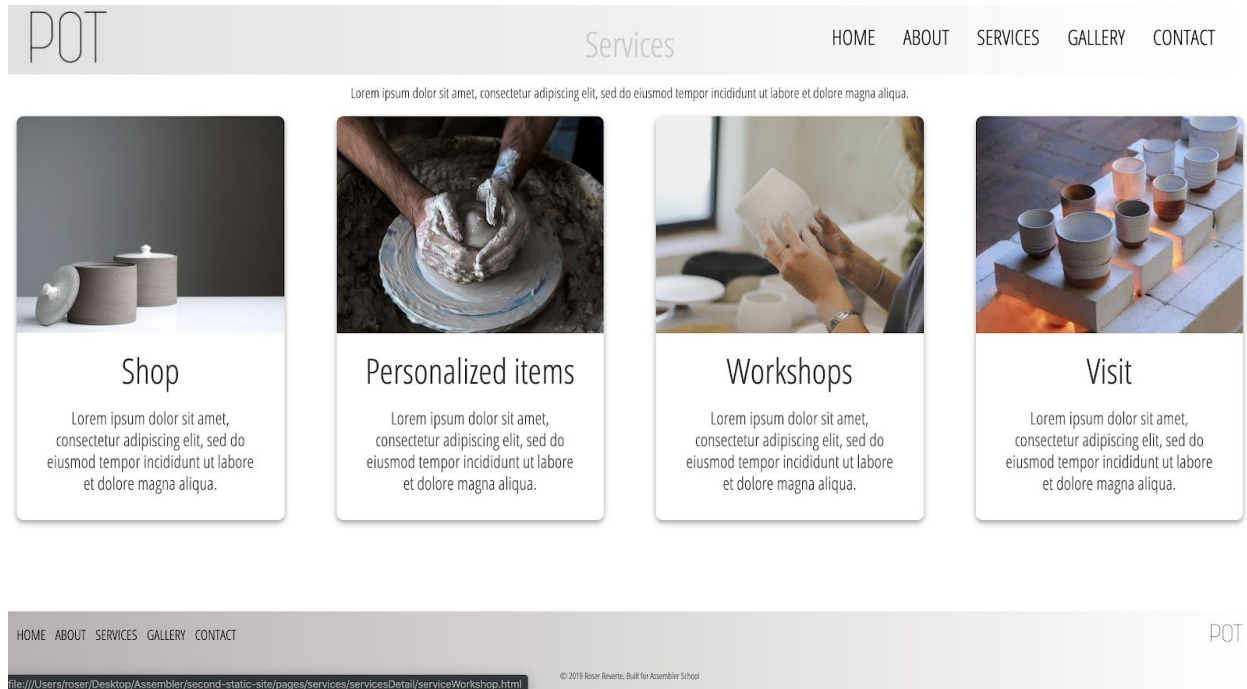 POT
Services
HOME ABOUT SERVICES GALLERY CONTACT
Lorem ipsum dolor sit amet, consectetur adipiscing elit, sed do eiusmod tempor incididunt ut labore et dolore magna aliqua.
Shop
Lorem ipsum dolor sit amet,
consectetur adipiscing elit, sed do
eiusmod tempor incididunt ut labore
et dolore magna aliqua.
Personalized items
Lorem ipsum dolor sit amet,
consectetur adipiscing elit, sed do
eiusmod tempor incididunt ut labore
et dolore magna aliqua.
Workshops
Lorem ipsum dolor sit amet,
consectetur adipiscing elit, sed do
eiusmod tempor incididunt ut labore
et dolore magna aliqua.
Visit
Lorem ipsum dolor sit amet,
consectetur adipiscing elit, sed do
eiusmod tempor incididunt ut labore
et dolore magna aliqua.
HOME ABOUT SERVICES GALLERY CONTACT
POT
© 2019 Roser Reverte. Built for Assembler School
file:///Users/roser/Desktop/Assembler/second-static-site/pages/services/servicesDetail/serviceWorkshop.html